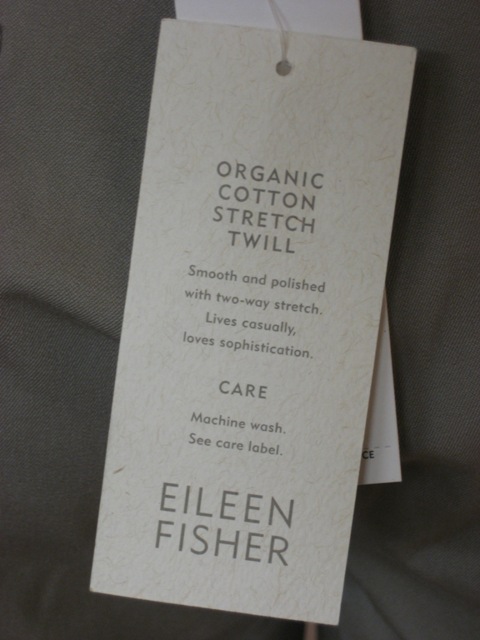 ORGANIC
COTTON
STRETCH
TWILL
Smooth and polished
with two-way stretch.
Lives casually,
loves sophistication.
CARE
Machine wash.
See care label.
EILEEN
FISHER